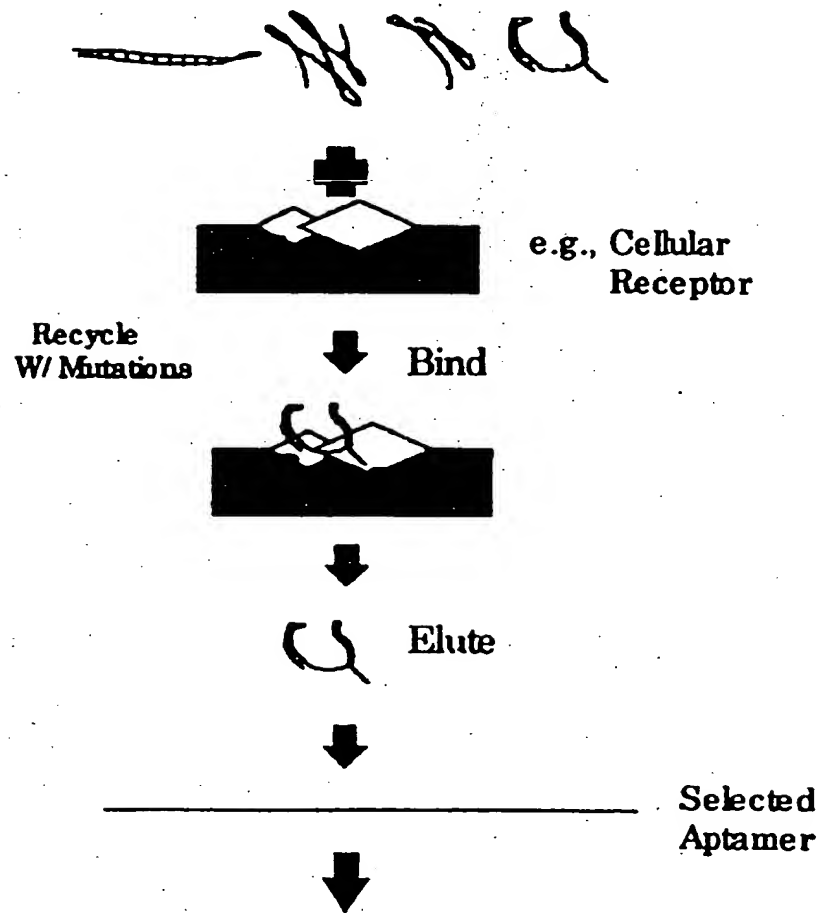 e.g., Cellular
Receptor
Recycle
W/ Mutations
Bind
Elute
Selected
Aptamer